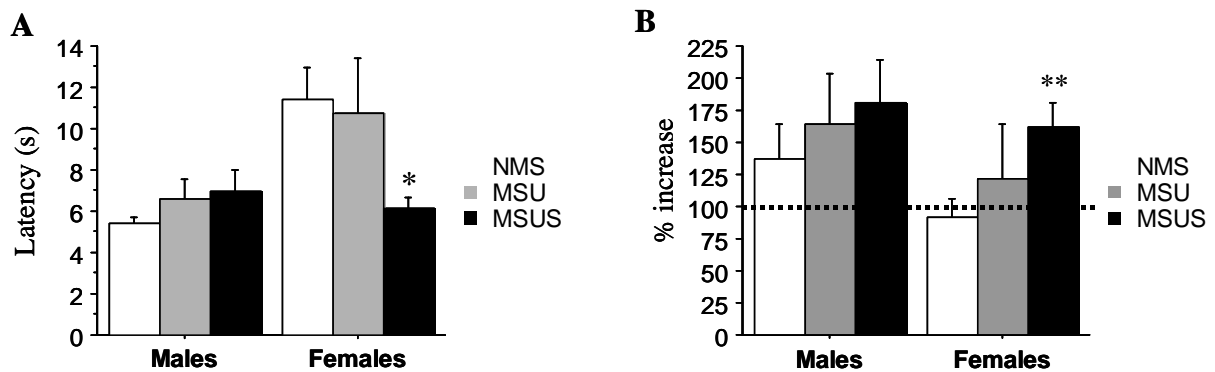 A
Latency (s)
14
12
10
8
6
4
2
0
*
Males
Females
NMS
MSU
MSUS
B
% increase
225
200
175
150
125
100
75
50
25
0
**
Males
Females
NMS
MSU
MSUS